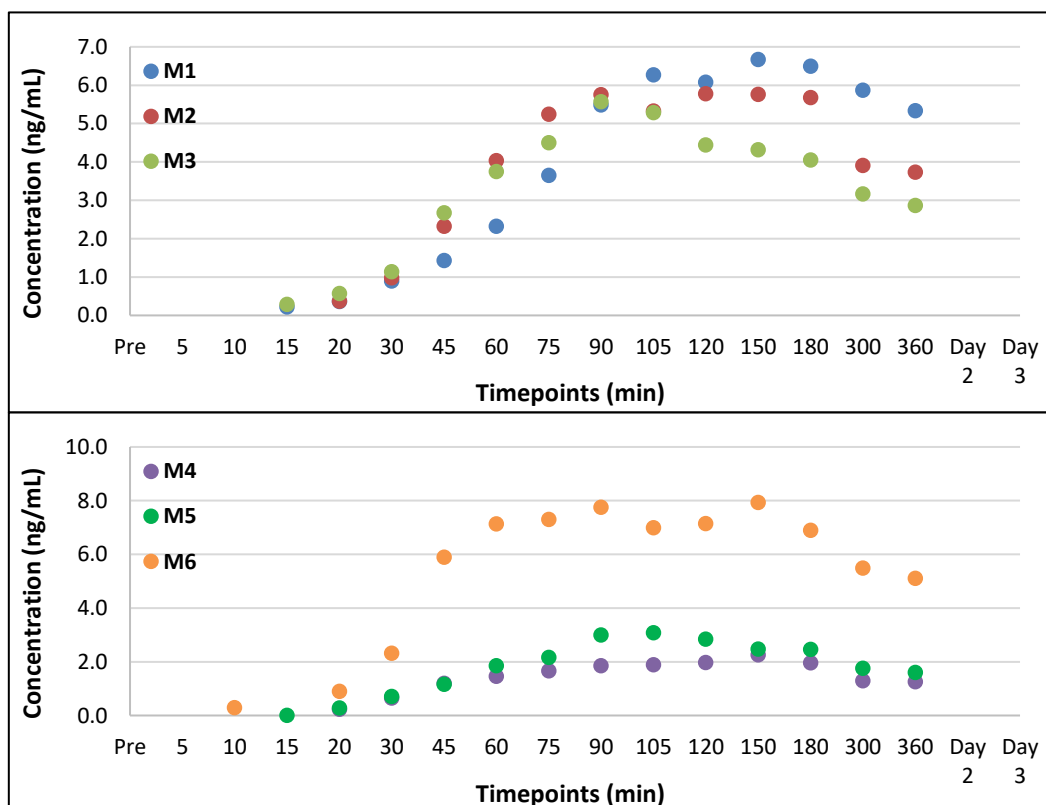 Concentration (ng/mL)
7.0
6.0
5.0
4.0
3.0
2.0
1.0
0.0
M1
M2
M3
Pre 5 10 15 20 30 45 60 75 90 105 120 150 180 300 360 Day Day
2 3
Timepoints (min)
Concentration (ng/mL)
10.0
8.0
6.0
4.0
2.0
0.0
M4
M5
M6
Pre 5 10 15 20 30 45 60 75 90 105 120 150 180 300 360 Day Day
2 3
Timepoints (min)